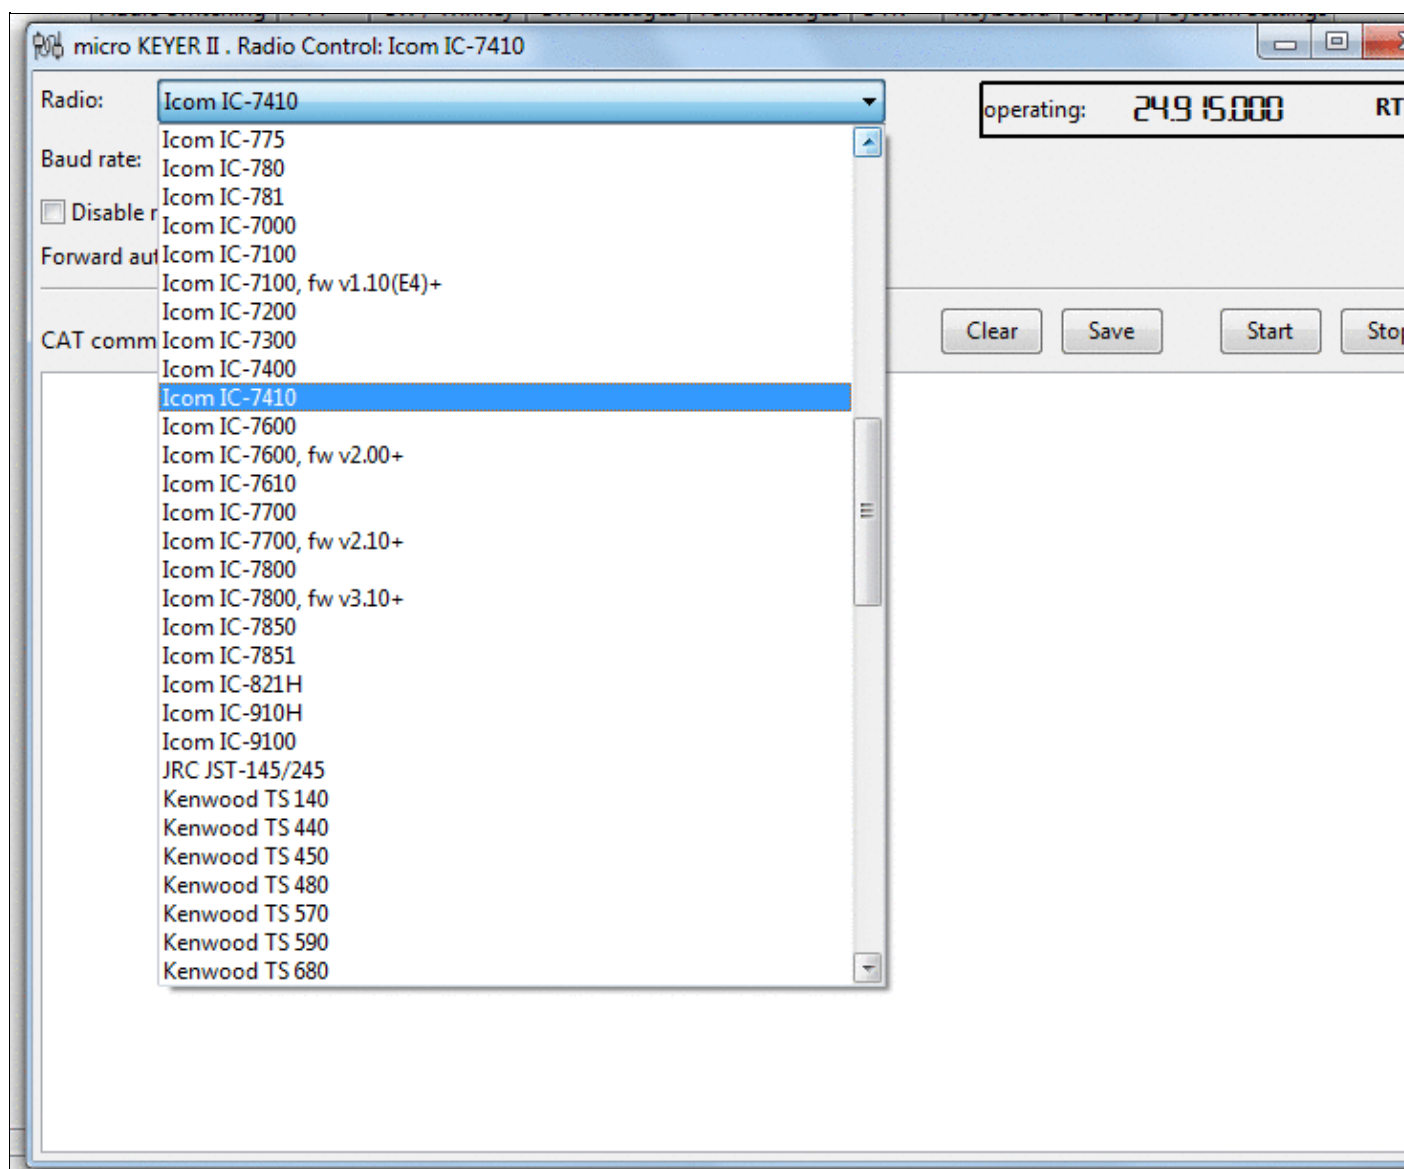 micro KEYER II . Radio Control: Icom IC-7410
Radio: Icom IC-7410
operating: 24.915.000 RT
Icom IC-775
Baud rate:
Icom IC-780
Icom IC-781
Disable r
Icom IC-7000
Forward aut
Icom IC-7100
Icom IC-7100, fw v1.10(E4)+
Icom IC-7200
CAT comm
Icom IC-7300
Clear Save Start Stop
Icom IC-7400
Icom IC-7410
Icom IC-7600
Icom IC-7600, fw v2.00+
Icom IC-7610
Icom IC-7700
Icom IC-7700, fw v2.10+
Icom IC-7800
Icom IC-7800, fw v3.10+
Icom IC-7850
Icom IC-7851
Icom IC-821H
Icom IC-910H
Icom IC-9100
JRC JST-145/245
Kenwood TS 140
Kenwood TS 440
Kenwood TS 450
Kenwood TS 480
Kenwood TS 570
Kenwood TS 590
Kenwood TS 680